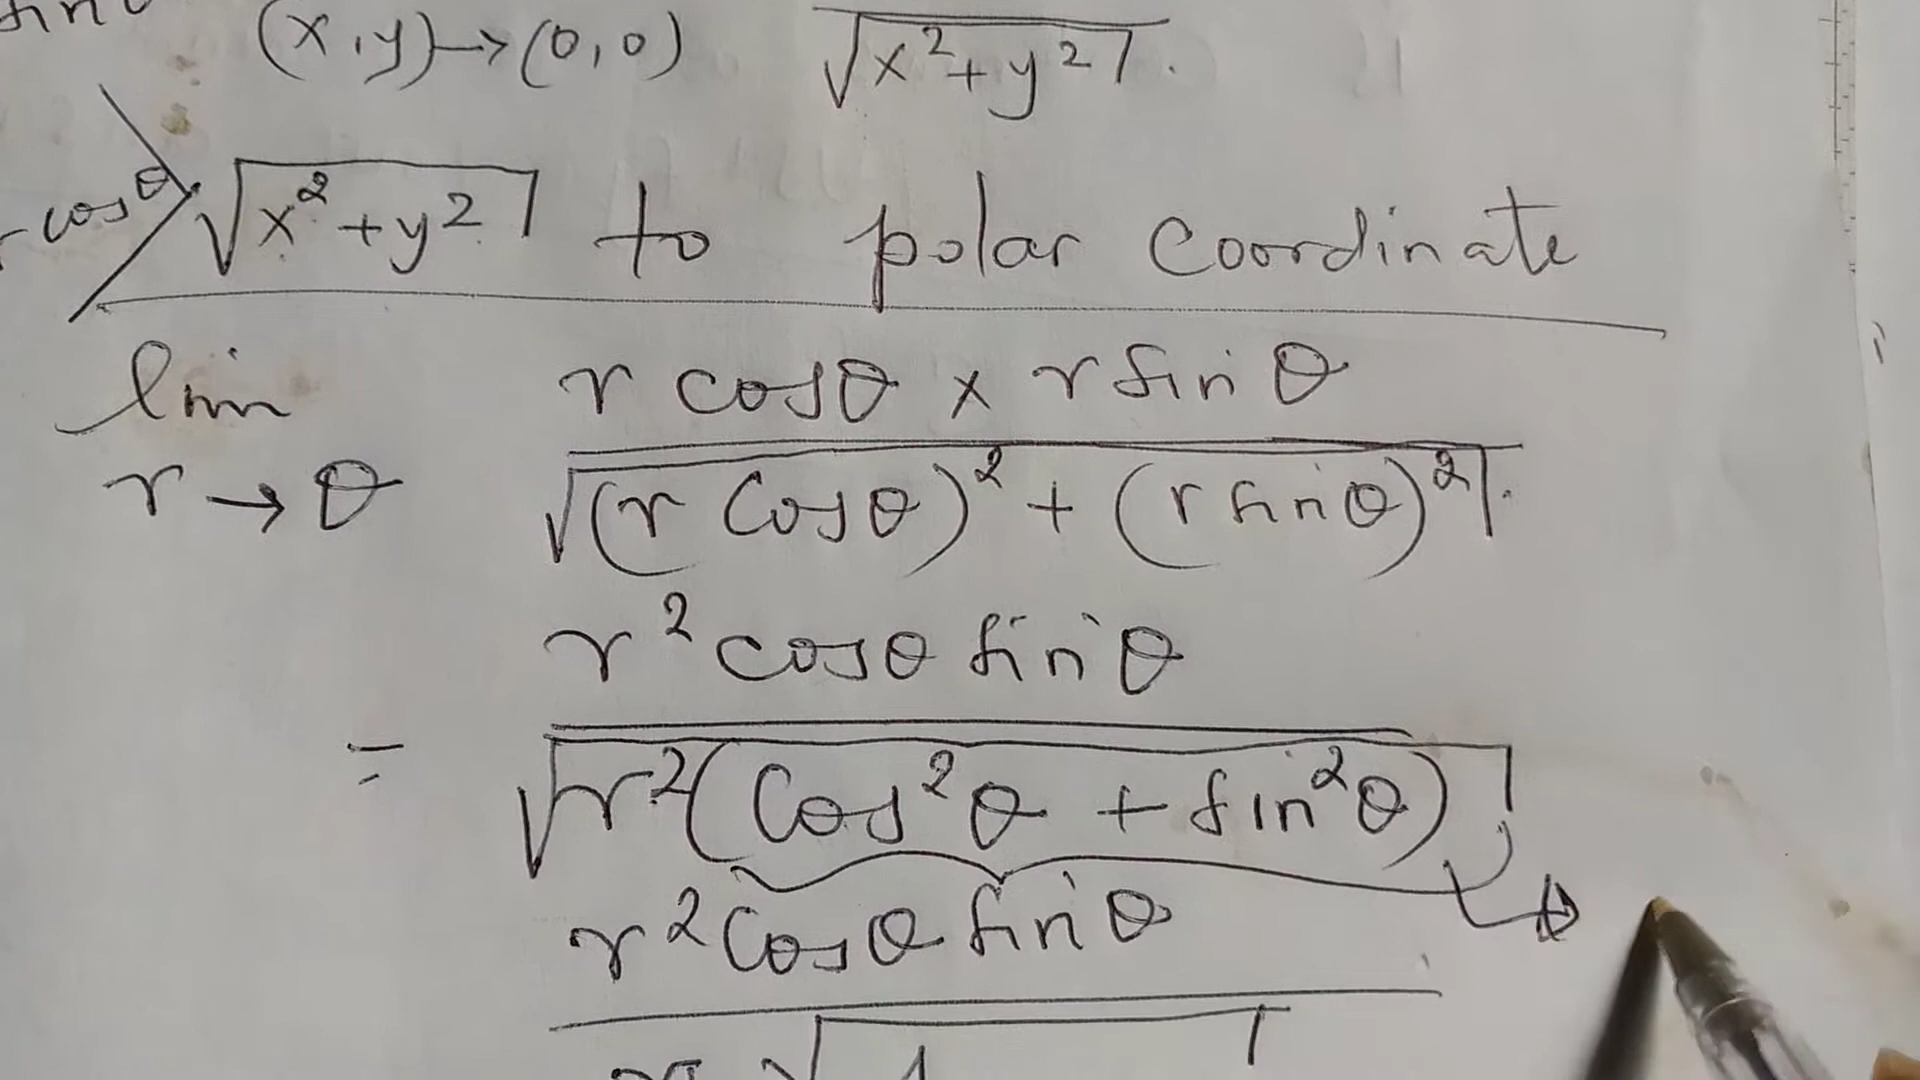 (x,y)→(0,0) √x²+y².
cosθ √x²+y² to polar coordinate
lim r cosθ × r sinθ
r → θ √(r cosθ)² + (r sinθ)².
r² cosθ sinθ
= √r²(cos²θ + sin²θ)
r² cosθ sinθ